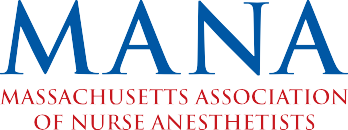 MANA
MASSACHUSETTS ASSOCIATION
OF NURSE ANESTHETISTS